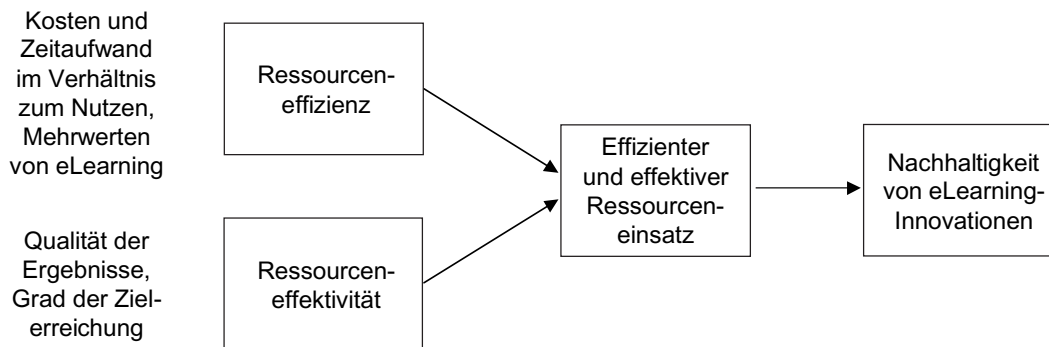 Kosten und
Zeitaufwand
im Verhältnis
zum Nutzen,
Mehrwerten
von eLearning
Ressourcen-
effizienz
Qualität der
Ergebnisse,
Grad der Ziel-
erreichung
Ressourcen-
effektivität
Effizienter
und effektiver
Ressourcen-
einsatz
Nachhaltigkeit
von eLearning-
Innovationen